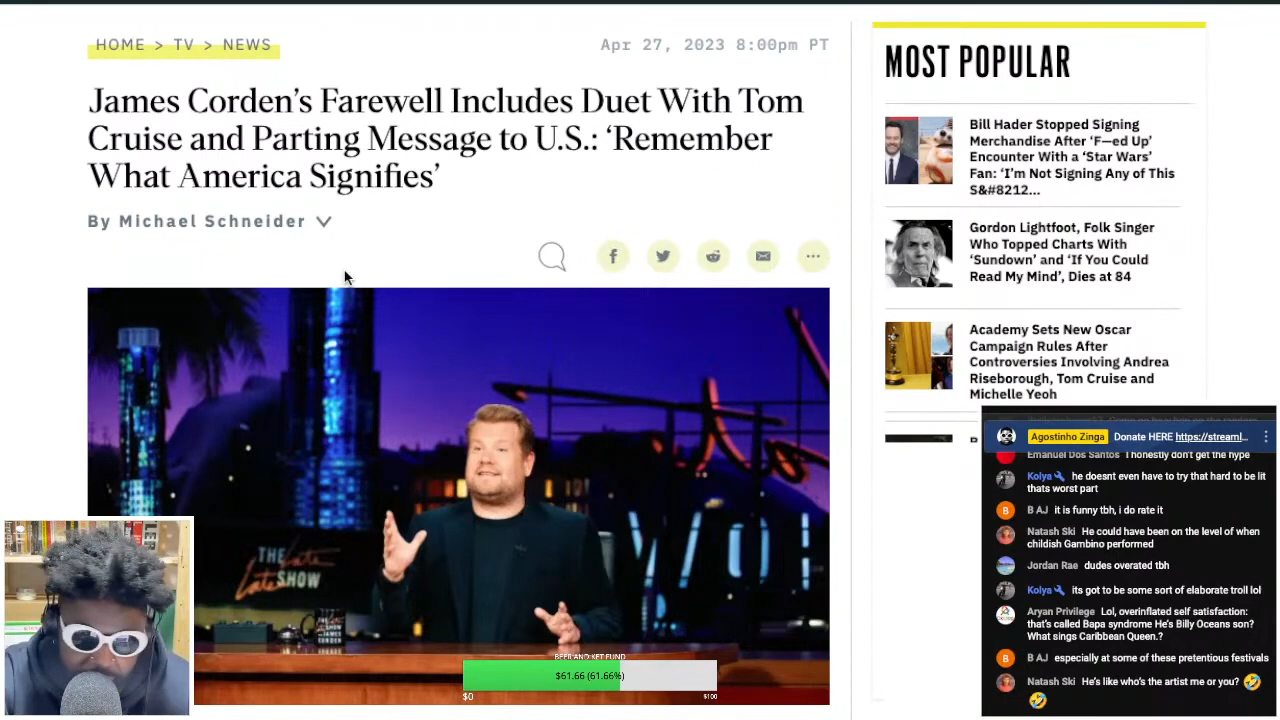 HOME > TV > NEWS
Apr 27, 2023 8:00pm PT
James Corden's Farewell Includes Duet With Tom
Cruise and Parting Message to U.S.: 'Remember
What America Signifies'
By Michael Schneider
THE
Late
Late
SHOW
BEER AND KET FUND
$61.66 (61.66%)
$0
$100
MOST POPULAR
Bill Hader Stopped Signing
Merchandise After 'F—ed Up'
Encounter With a 'Star Wars'
Fan: 'I'm Not Signing Any of This
S&#8212...
Gordon Lightfoot, Folk Singer
Who Topped Charts With
'Sundown' and 'If You Could
Read My Mind', Dies at 84
Academy Sets New Oscar
Campaign Rules After
Controversies Involving Andrea
Riseborough, Tom Cruise and
Michelle Yeoh
Agostinho Zinga Donate HERE https://streaml...
Emanuel Dos Santos I honestly don't get the hype
Kolya he doesnt even have to try that hard to be lit
thats worst part
B AJ it is funny tbh, i do rate it
Natash Ski He could have been on the level of when
childish Gambino performed
Jordan Rae dudes overated tbh
Kolya its got to be some sort of elaborate troll lol
Aryan Privilege Lol, overinflated self satisfaction:
that's called Bapa syndrome He's Billy Oceans son?
What sings Caribbean Queen.?
B AJ especially at some of these pretentious festivals
Natash Ski He's like who's the artist me or you? 🤣
🤣